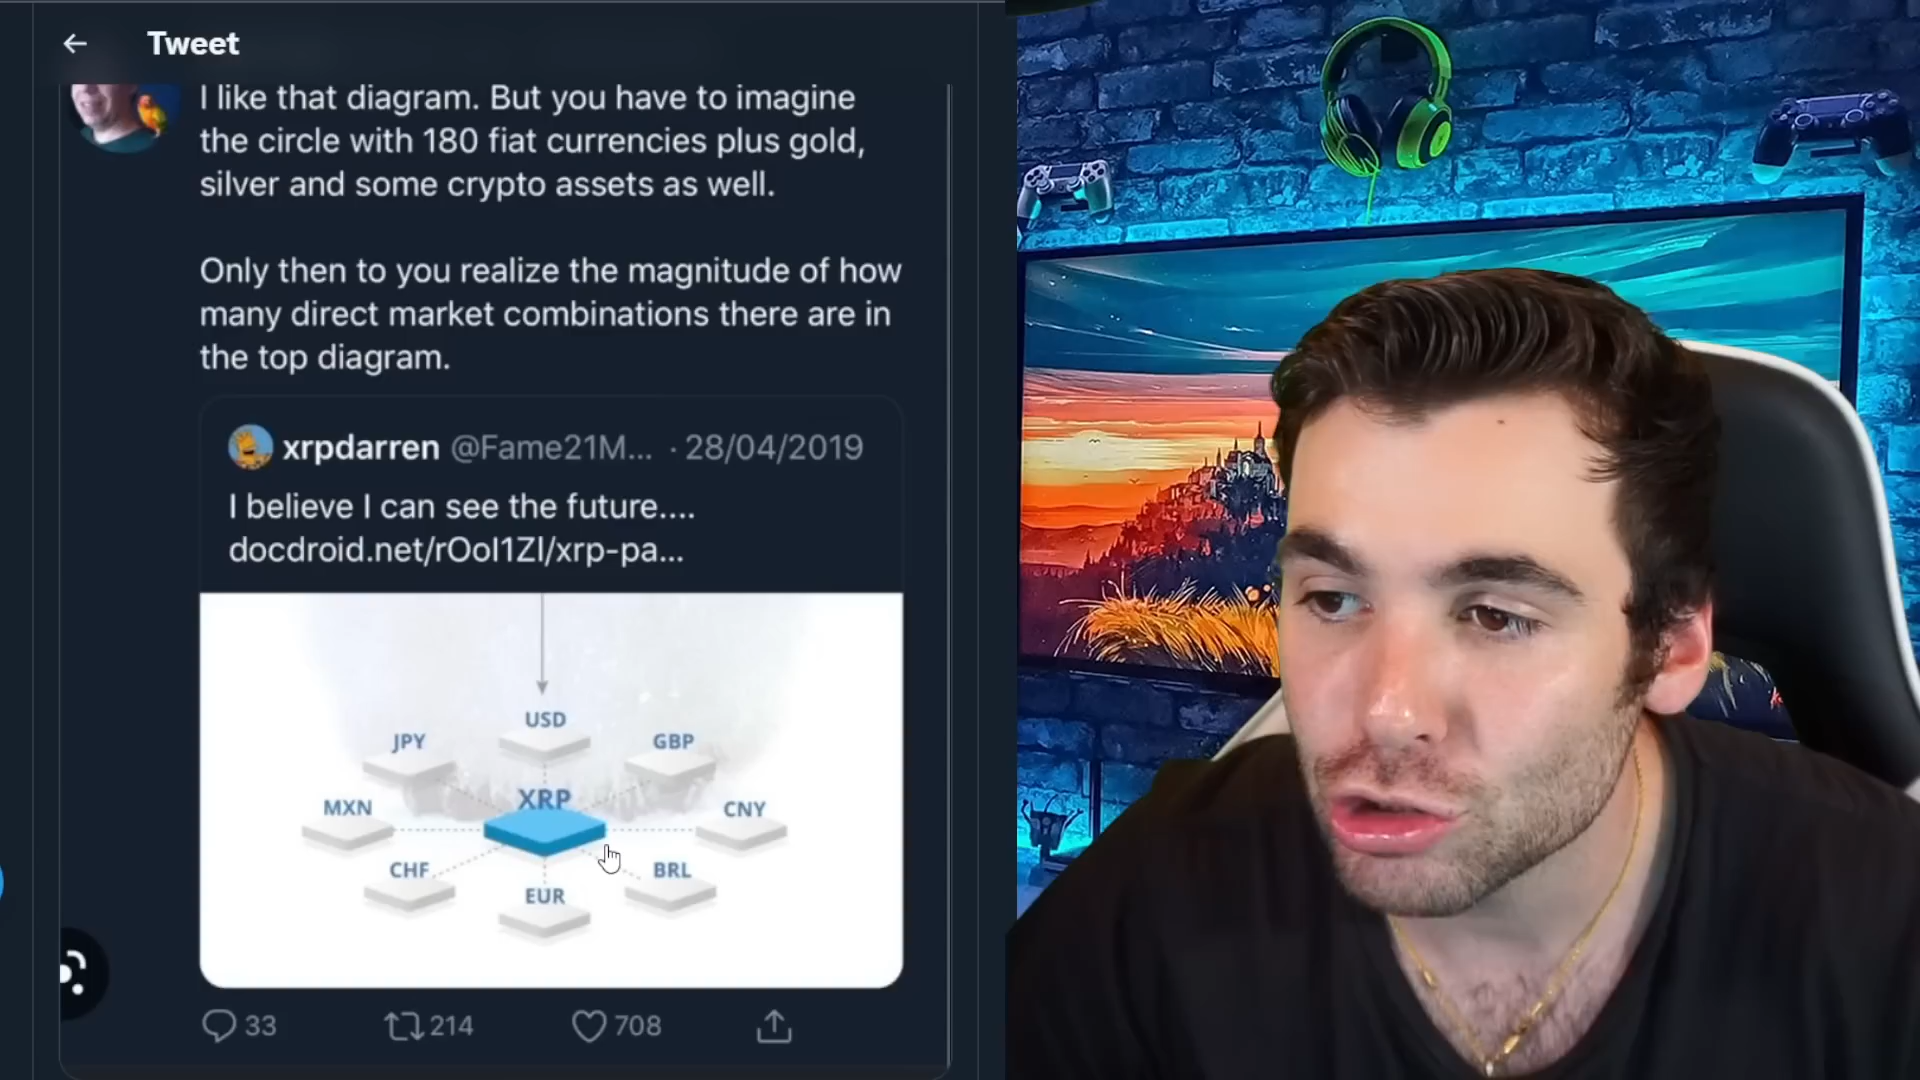 Tweet
I like that diagram. But you have to imagine
the circle with 180 fiat currencies plus gold,
silver and some crypto assets as well.
Only then to you realize the magnitude of how
many direct market combinations there are in
the top diagram.
xrpdarren @Fame21M... · 28/04/2019
I believe I can see the future....
docdroid.net/rOoI1ZI/xrp-pa...
USD
JPY
GBP
XRP
MXN
CNY
CHF
BRL
EUR
33
214
708